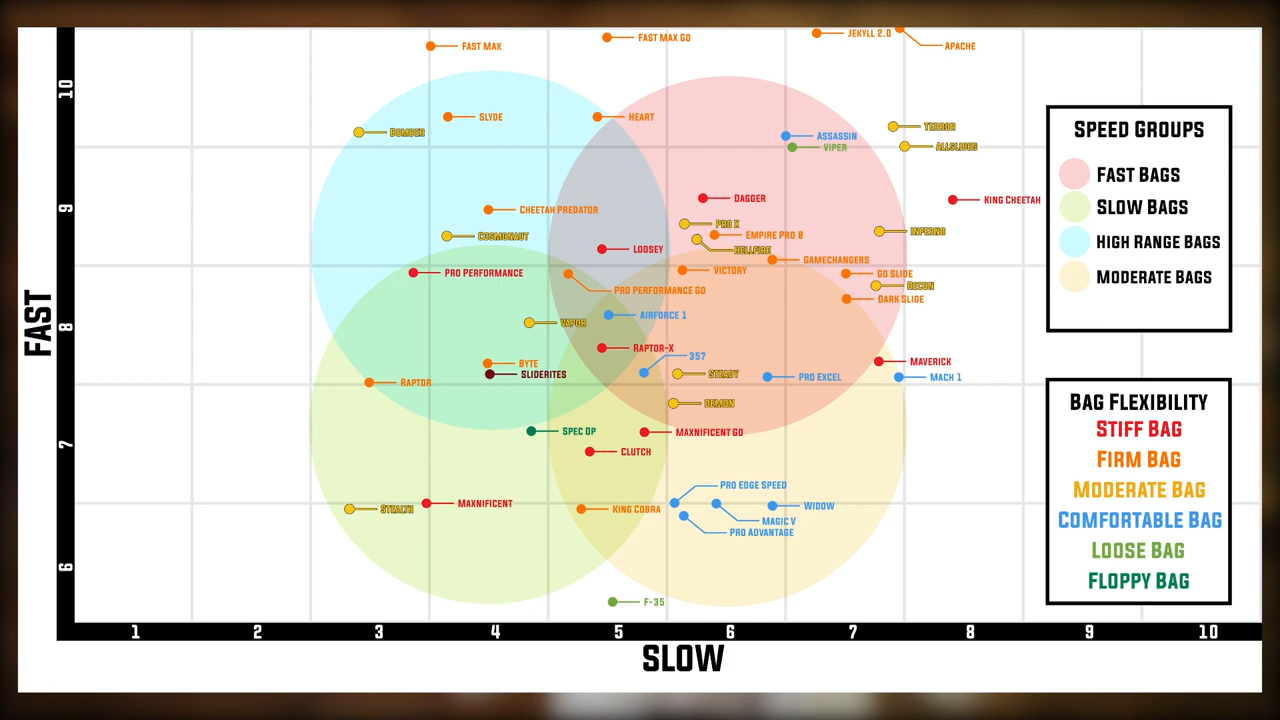 FAST MAX
FAST MAX GO
JEKYLL 2.0
APACHE
10
SLYDE
HEART
BOMBER
ASSASSIN
VIPER
TERROR
ALLSLIDES
9
DAGGER
KING CHEETAH
CHEETAH PREDATOR
PRO X
EMPIRE PRO 8
INFERNO
COSMONAUT
LOOSEY
HELLFIRE
GAMECHANGERS
PRO PERFORMANCE
VICTORY
GO SLIDE
PRO PERFORMANCE GO
RECON
DARK SLIDE
8
AIRFORCE 1
VAPOR
RAPTOR-X
357
BYTE
MAVERICK
SLIDERITES
STEADY
PRO EXCEL
MACH 1
RAPTOR
DEMON
7
SPEC OP
MAXNIFICENT GO
CLUTCH
PRO EDGE SPEED
STEALTH
MAXNIFICENT
KING COBRA
WIDOW
MAGIC V
PRO ADVANTAGE
6
F-35
FAST
1 2 3 4 5 6 7 8 9 10
SLOW
SPEED GROUPS
FAST BAGS
SLOW BAGS
HIGH RANGE BAGS
MODERATE BAGS
BAG FLEXIBILITY
STIFF BAG
FIRM BAG
MODERATE BAG
COMFORTABLE BAG
LOOSE BAG
FLOPPY BAG